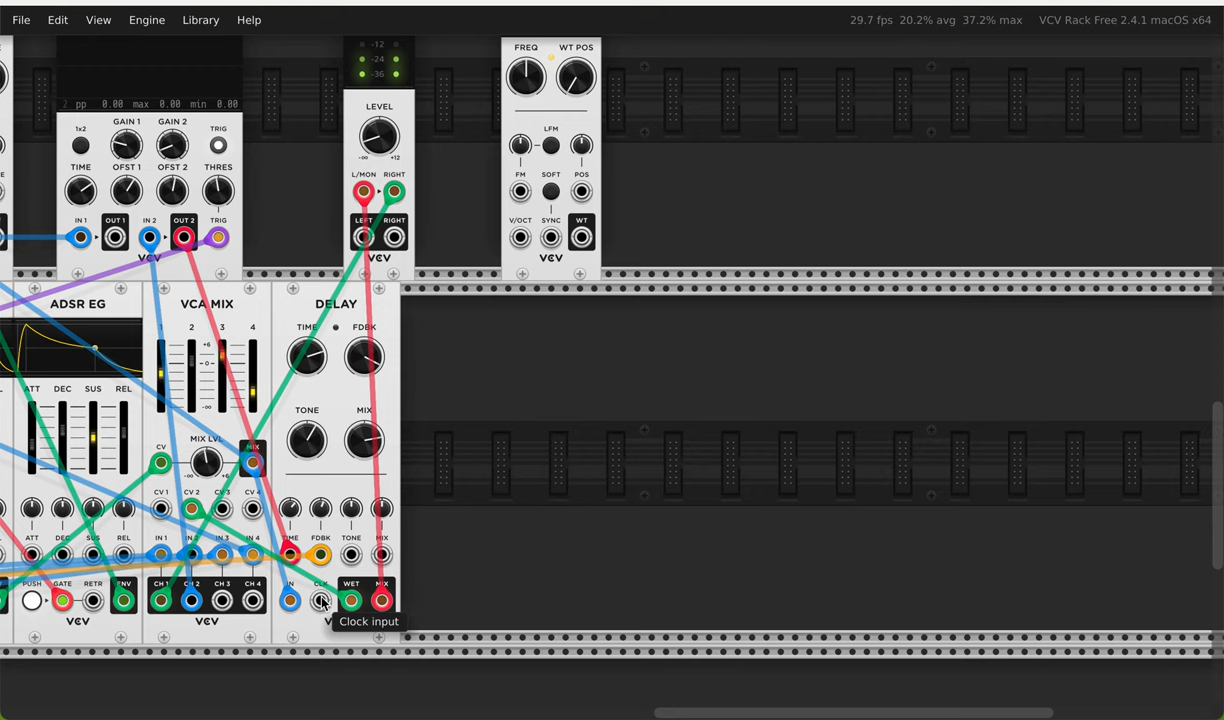 File Edit View Engine Library Help
29.7 fps 20.2% avg 37.2% max VCV Rack Free 2.4.1 macOS x64
2 pp 0.00 max 0.00 min 0.00
GAIN 1 GAIN 2
1x2 TRIG
TIME OFST 1 OFST 2 THRES
IN 1 OUT 1 IN 2 OUT 2 TRIG
VCV
-12
-24
-36
LEVEL
-∞ +12
L/MON RIGHT
LEFT RIGHT
VCV
FREQ WT POS
LFM
FM SOFT POS
V/OCT SYNC WT
VCV
ADSR EG
ATT DEC SUS REL
ATT DEC SUS REL
PUSH GATE RETR ENV
VCV
VCA MIX
1 2 3 4
+6
-0-
-∞
MIX LVL
CV MIX
-∞ +6
CV 1 CV 2 CV 3 CV 4
IN 1 IN 2 IN 3 IN 4
CH 1 CH 2 CH 3 CH 4
VCV
DELAY
TIME FDBK
TONE MIX
TIME FDBK TONE MIX
IN CLK WET MIX
Clock input